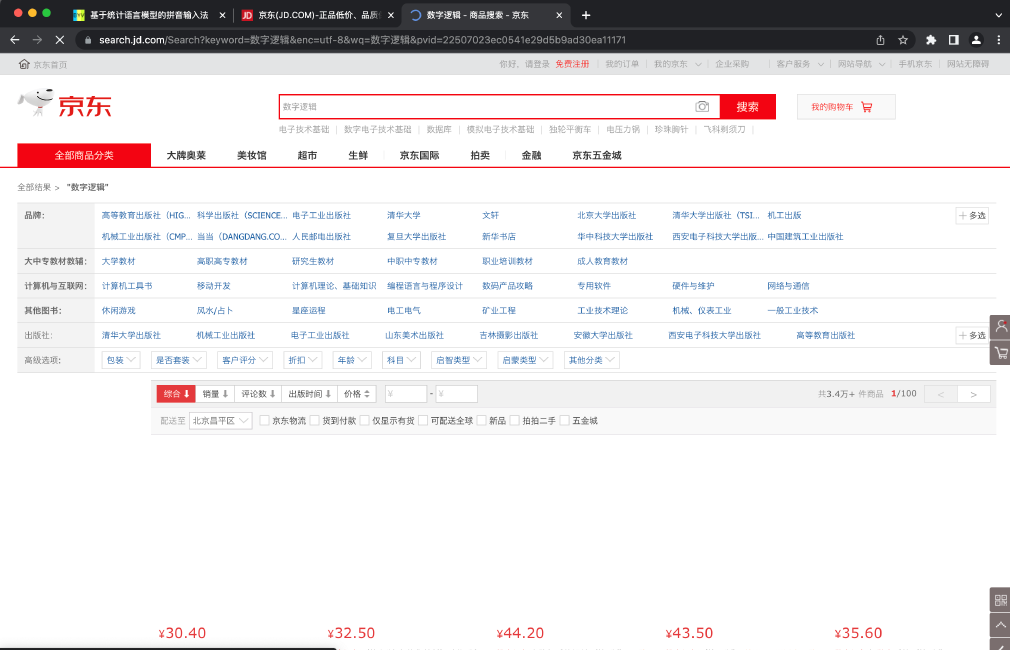 基于统计语言模型的拼音输入法
京东(JD.COM)-正品低价、品质
数字逻辑 - 商品搜索 - 京东
search.jd.com/Search?keyword=数字逻辑&enc=utf-8&wq=数字逻辑&pvid=22507023ec0541e29d5b9ad30ea11171
京东首页 你好，请登录 免费注册 我的订单 我的京东 企业采购 客户服务 网站导航 手机京东 网站无障碍
京东
数字逻辑 搜索 我的购物车
电子技术基础 数字电子技术基础 数据库 模拟电子技术基础 独轮平衡车 电压力锅 珍珠胸针 飞科剃须刀
全部商品分类 大牌奥莱 美妆馆 超市 生鲜 京东国际 拍卖 金融 京东五金城
全部结果 > "数字逻辑"
品牌： 高等教育出版社（HIG... 科学出版社（SCIENCE... 电子工业出版社 清华大学 文轩 北京大学出版社 清华大学出版社（TSI... 机工出版 多选
机械工业出版社（CMP... 当当（DANGDANG.CO... 人民邮电出版社 复旦大学出版社 新华书店 华中科技大学出版社 西安电子科技大学出版... 中国建筑工业出版社
大中专教材教辅： 大学教材 高职高专教材 研究生教材 中职中专教材 职业培训教材 成人教育教材
计算机与互联网： 计算机工具书 移动开发 计算机理论、基础知识 编程语言与程序设计 数码产品攻略 专用软件 硬件与维护 网络与通信
其他图书： 休闲游戏 风水/占卜 星座运程 电工电气 矿业工程 工业技术理论 机械、仪表工业 一般工业技术
出版社： 清华大学出版社 机械工业出版社 电子工业出版社 山东美术出版社 吉林摄影出版社 安徽大学出版社 西安电子科技大学出版社 高等教育出版社 多选
高级选项： 包装 是否套装 客户评分 折扣 年龄 科目 启智类型 启蒙类型 其他分类
综合 销量 评论数 出版时间 价格 ¥ - ¥ 共3.4万+ 件商品 1/100 < >
配送至 北京昌平区 京东物流 货到付款 仅显示有货 可配送全球 新品 拍拍二手 五金城
¥30.40 ¥32.50 ¥44.20 ¥43.50 ¥35.60